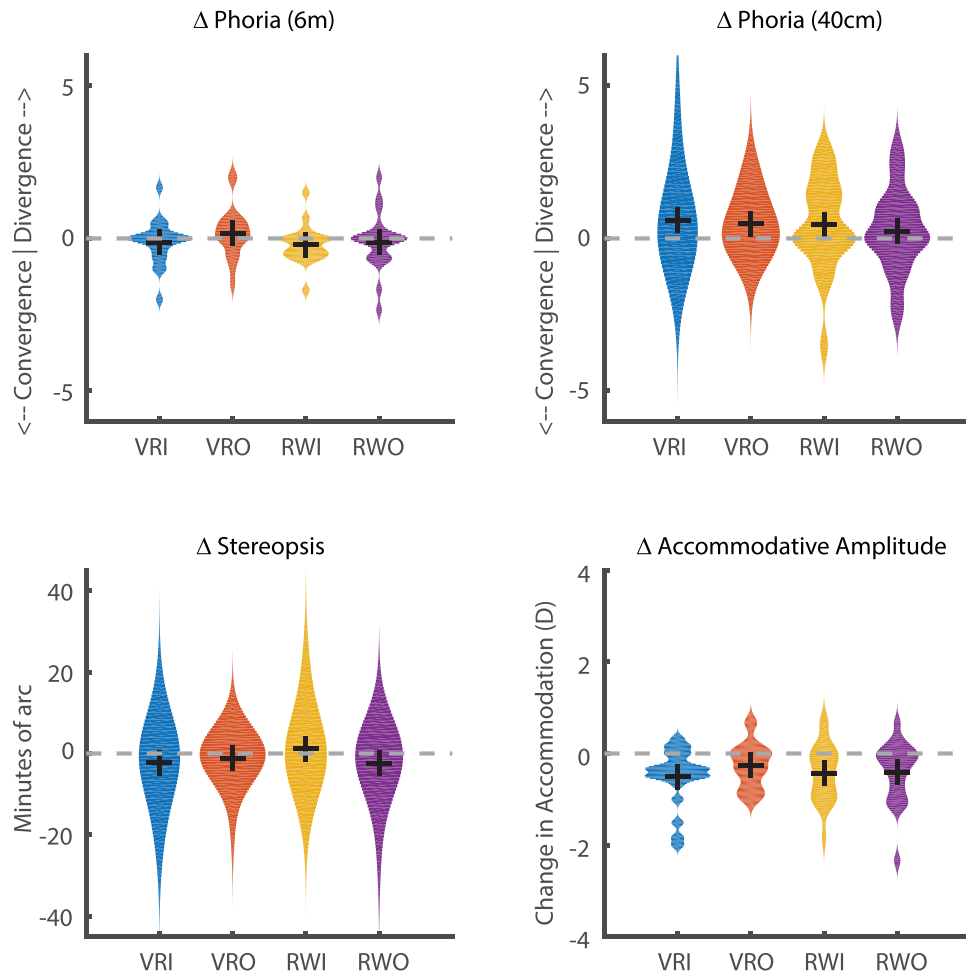 Δ Phoria (6m)
<-- Convergence | Divergence -->
5
0
-5
VRI VRO RWI RWO
Δ Phoria (40cm)
<-- Convergence | Divergence -->
5
0
-5
VRI VRO RWI RWO
Δ Stereopsis
Minutes of arc
40
20
0
-20
-40
VRI VRO RWI RWO
Δ Accommodative Amplitude
Change in Accommodation (D)
4
2
0
-2
-4
VRI VRO RWI RWO